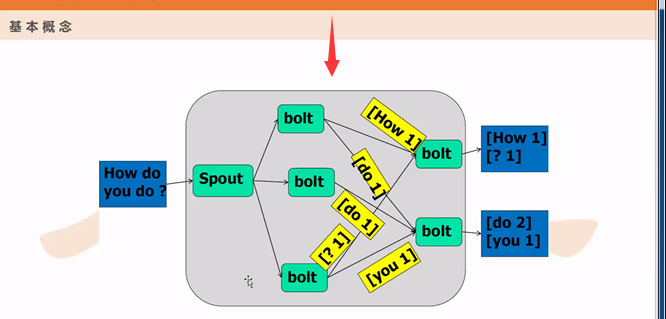 基本概念
How do
you do ?
Spout
bolt
bolt
bolt
[How 1]
[do 1]
[do 1]
[? 1]
[you 1]
bolt
bolt
[How 1]
[? 1]
[do 2]
[you 1]